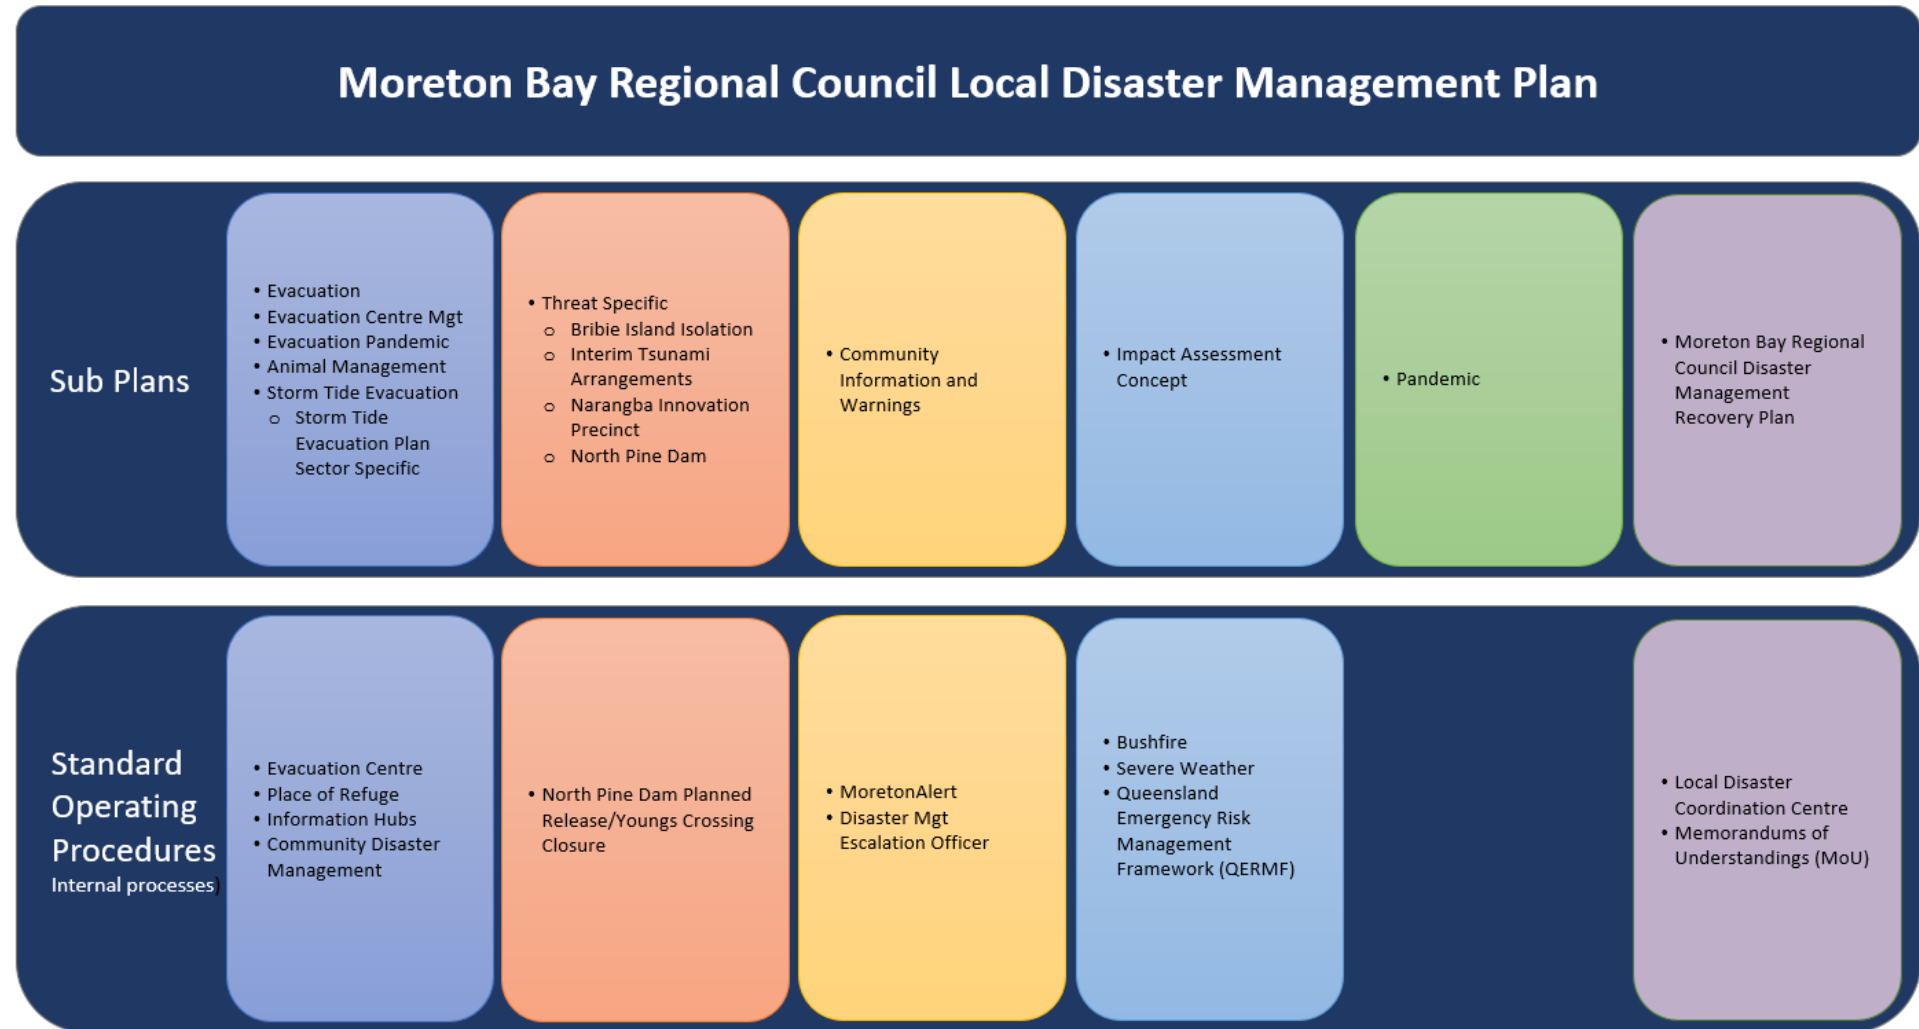 Moreton Bay Regional Council Local Disaster Management Plan
Sub Plans
• Evacuation
• Evacuation Centre Mgt
• Evacuation Pandemic
• Animal Management
• Storm Tide Evacuation
o Storm Tide
Evacuation Plan
Sector Specific
• Threat Specific
o Bribie Island Isolation
o Interim Tsunami
Arrangements
o Narangba Innovation
Precinct
o North Pine Dam
• Community
Information and
Warnings
• Impact Assessment
Concept
• Pandemic
• Moreton Bay Regional
Council Disaster
Management
Recovery Plan
Standard
Operating
Procedures
Internal processes)
• Evacuation Centre
• Place of Refuge
• Information Hubs
• Community Disaster
Management
• North Pine Dam Planned
Release/Youngs Crossing
Closure
• MoretonAlert
• Disaster Mgt
Escalation Officer
• Bushfire
• Severe Weather
• Queensland
Emergency Risk
Management
Framework (QERMF)
• Local Disaster
Coordination Centre
• Memorandums of
Understandings (MoU)